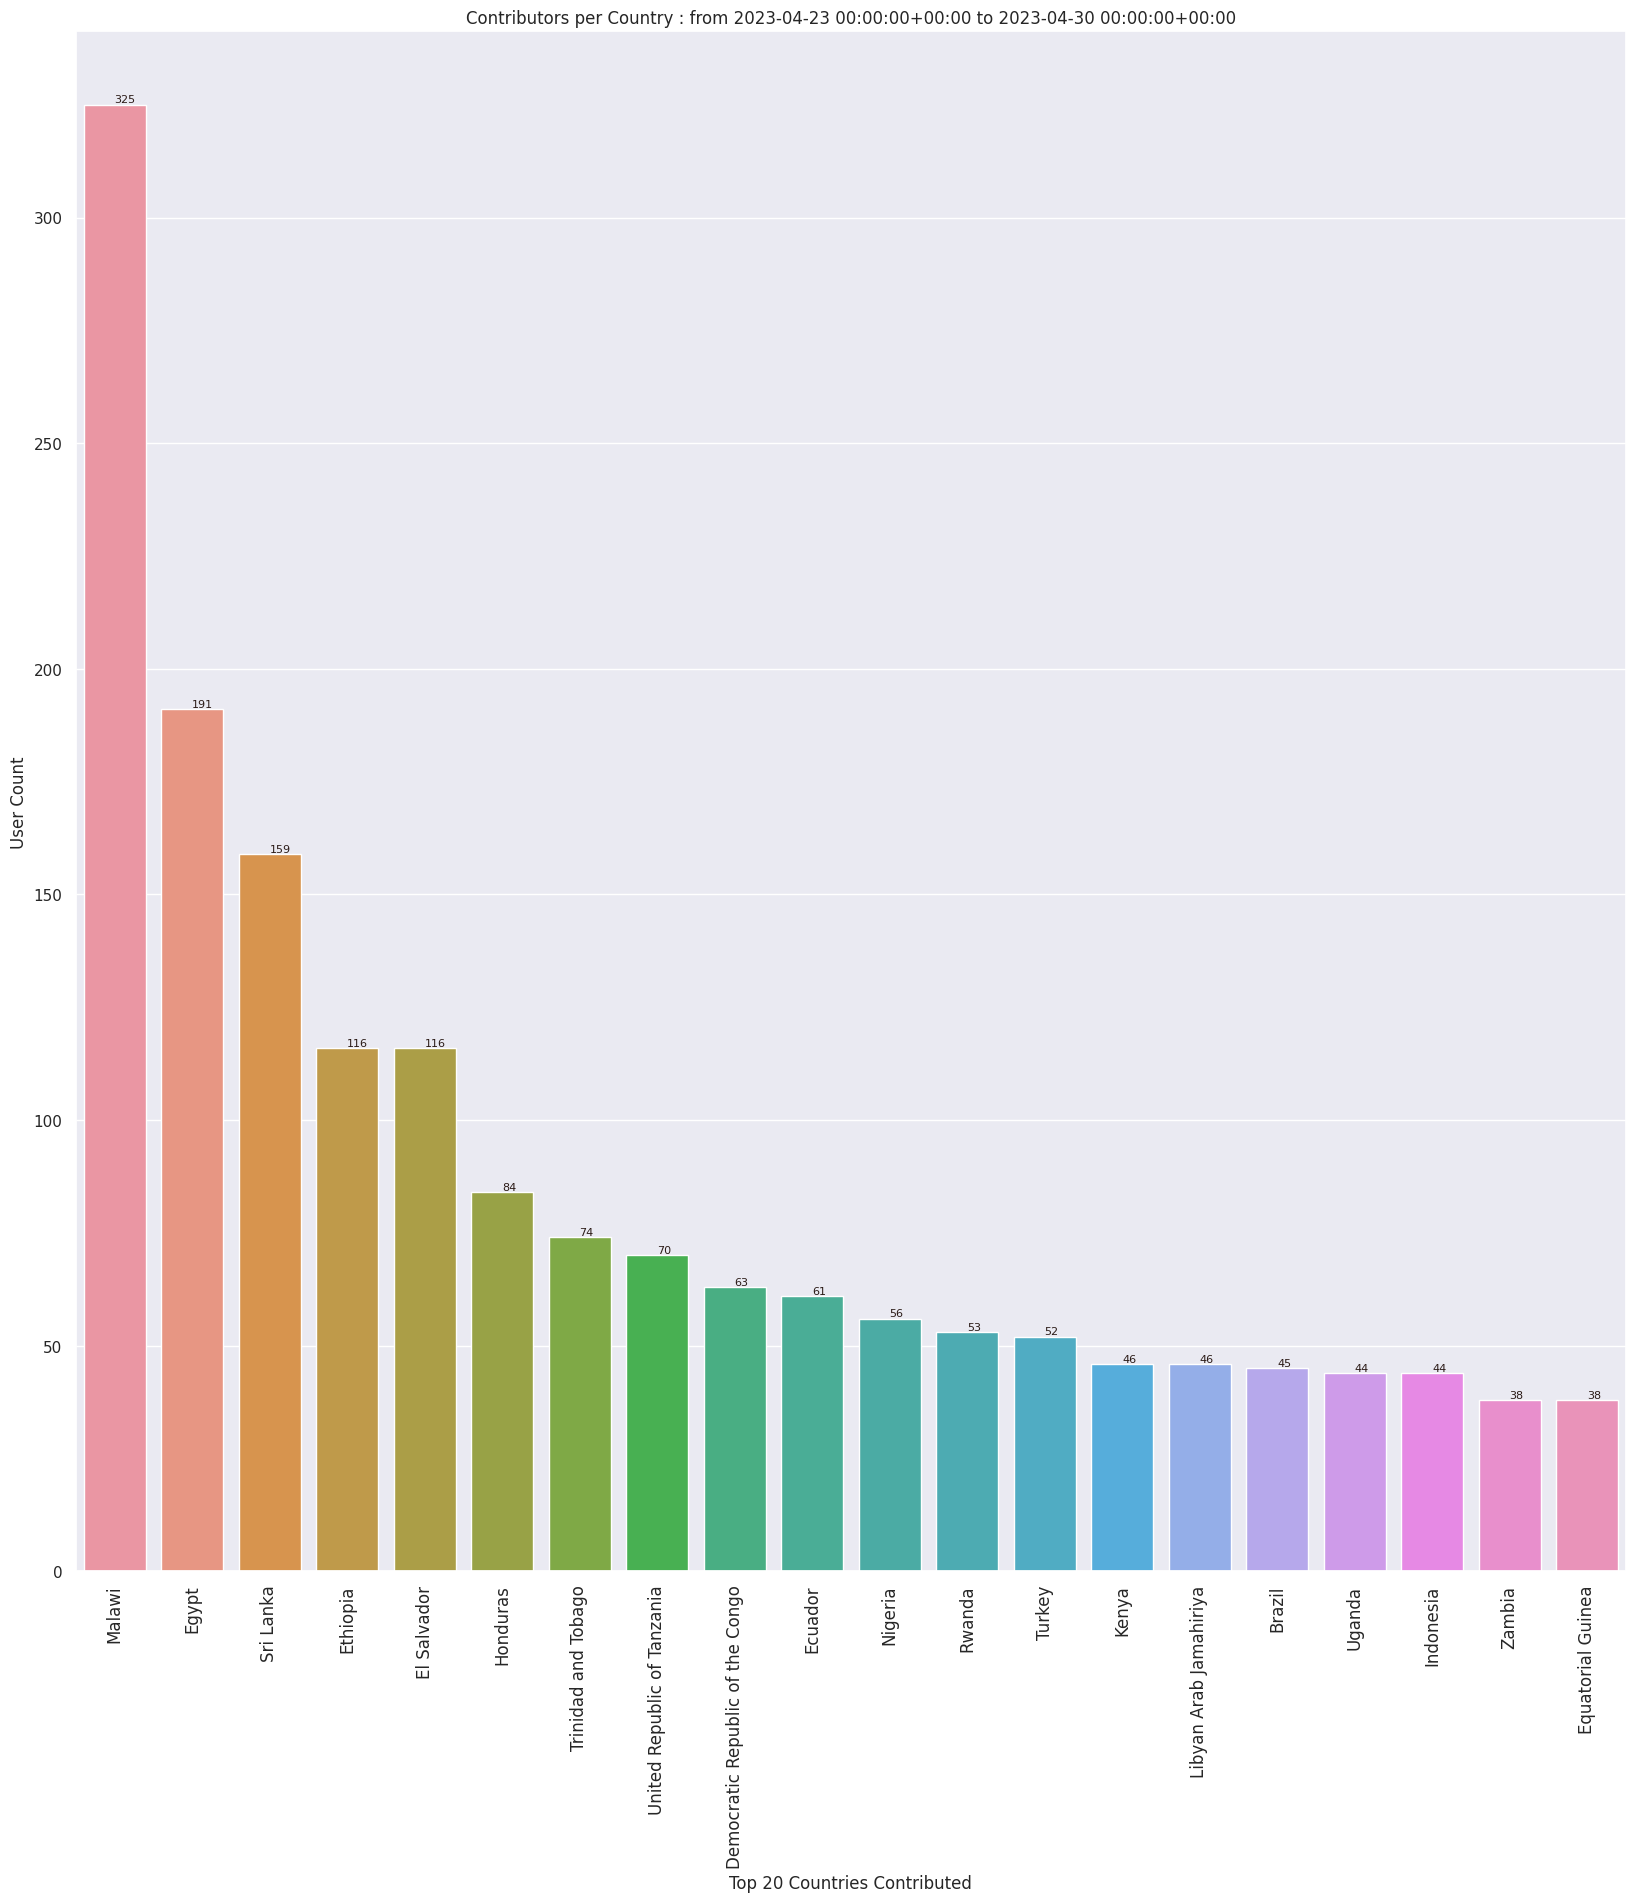 Contributors per Country : from 2023-04-23 00:00:00+00:00 to 2023-04-30 00:00:00+00:00
User Count
300
250
200
150
100
50
0
325
191
159
116
116
84
74
70
63
61
56
53
52
46
46
45
44
44
38
38
Malawi
Egypt
Sri Lanka
Ethiopia
El Salvador
Honduras
Trinidad and Tobago
United Republic of Tanzania
Democratic Republic of the Congo
Ecuador
Nigeria
Rwanda
Turkey
Kenya
Libyan Arab Jamahiriya
Brazil
Uganda
Indonesia
Zambia
Equatorial Guinea
Top 20 Countries Contributed